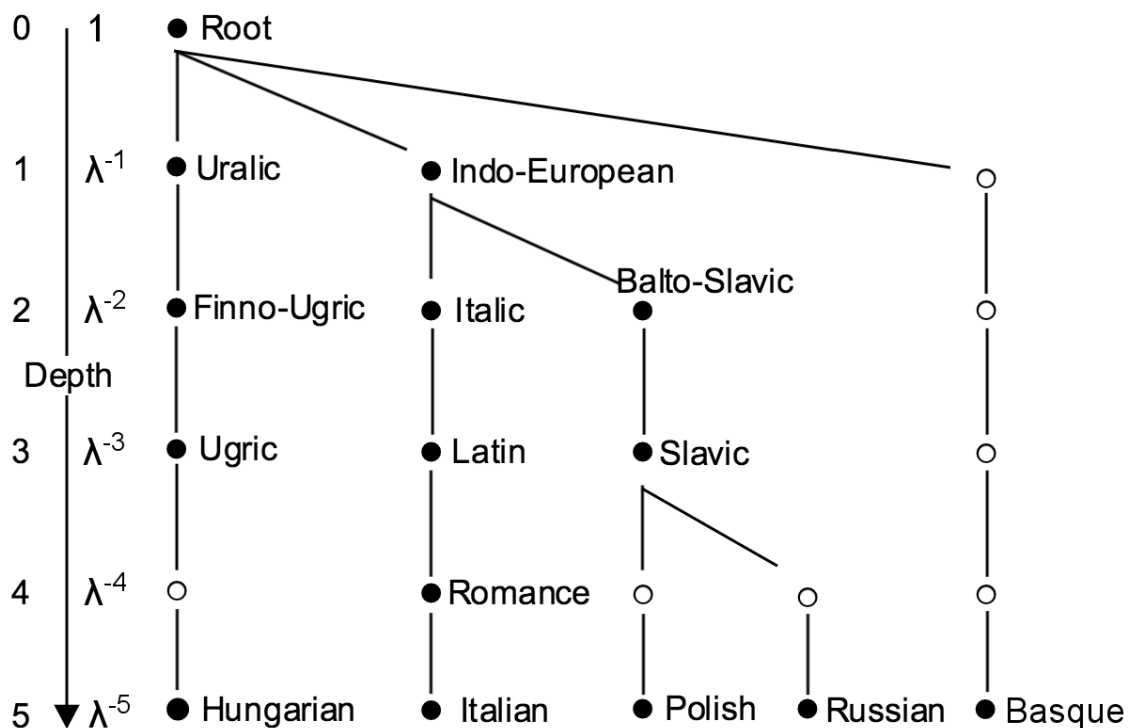 0 1 Root
1 λ-1 Uralic Indo-European
Balto-Slavic
2 λ-2 Finno-Ugric Italic
Depth
3 λ-3 Ugric Latin Slavic
4 λ-4 Romance
5 λ-5 Hungarian Italian Polish Russian Basque